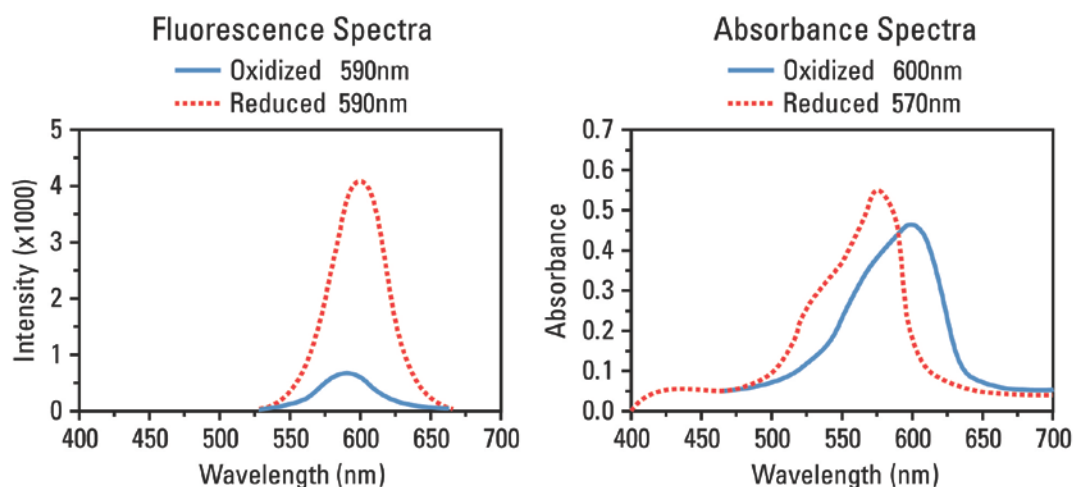 Fluorescence Spectra
Oxidized 590nm
Reduced 590nm
5
4
3
2
1
0
Intensity (x1000)
400 450 500 550 600 650 700
Wavelength (nm)
Absorbance Spectra
Oxidized 600nm
Reduced 570nm
0.7
0.6
0.5
0.4
0.3
0.2
0.1
0.0
Absorbance
400 450 500 550 600 650 700
Wavelength (nm)